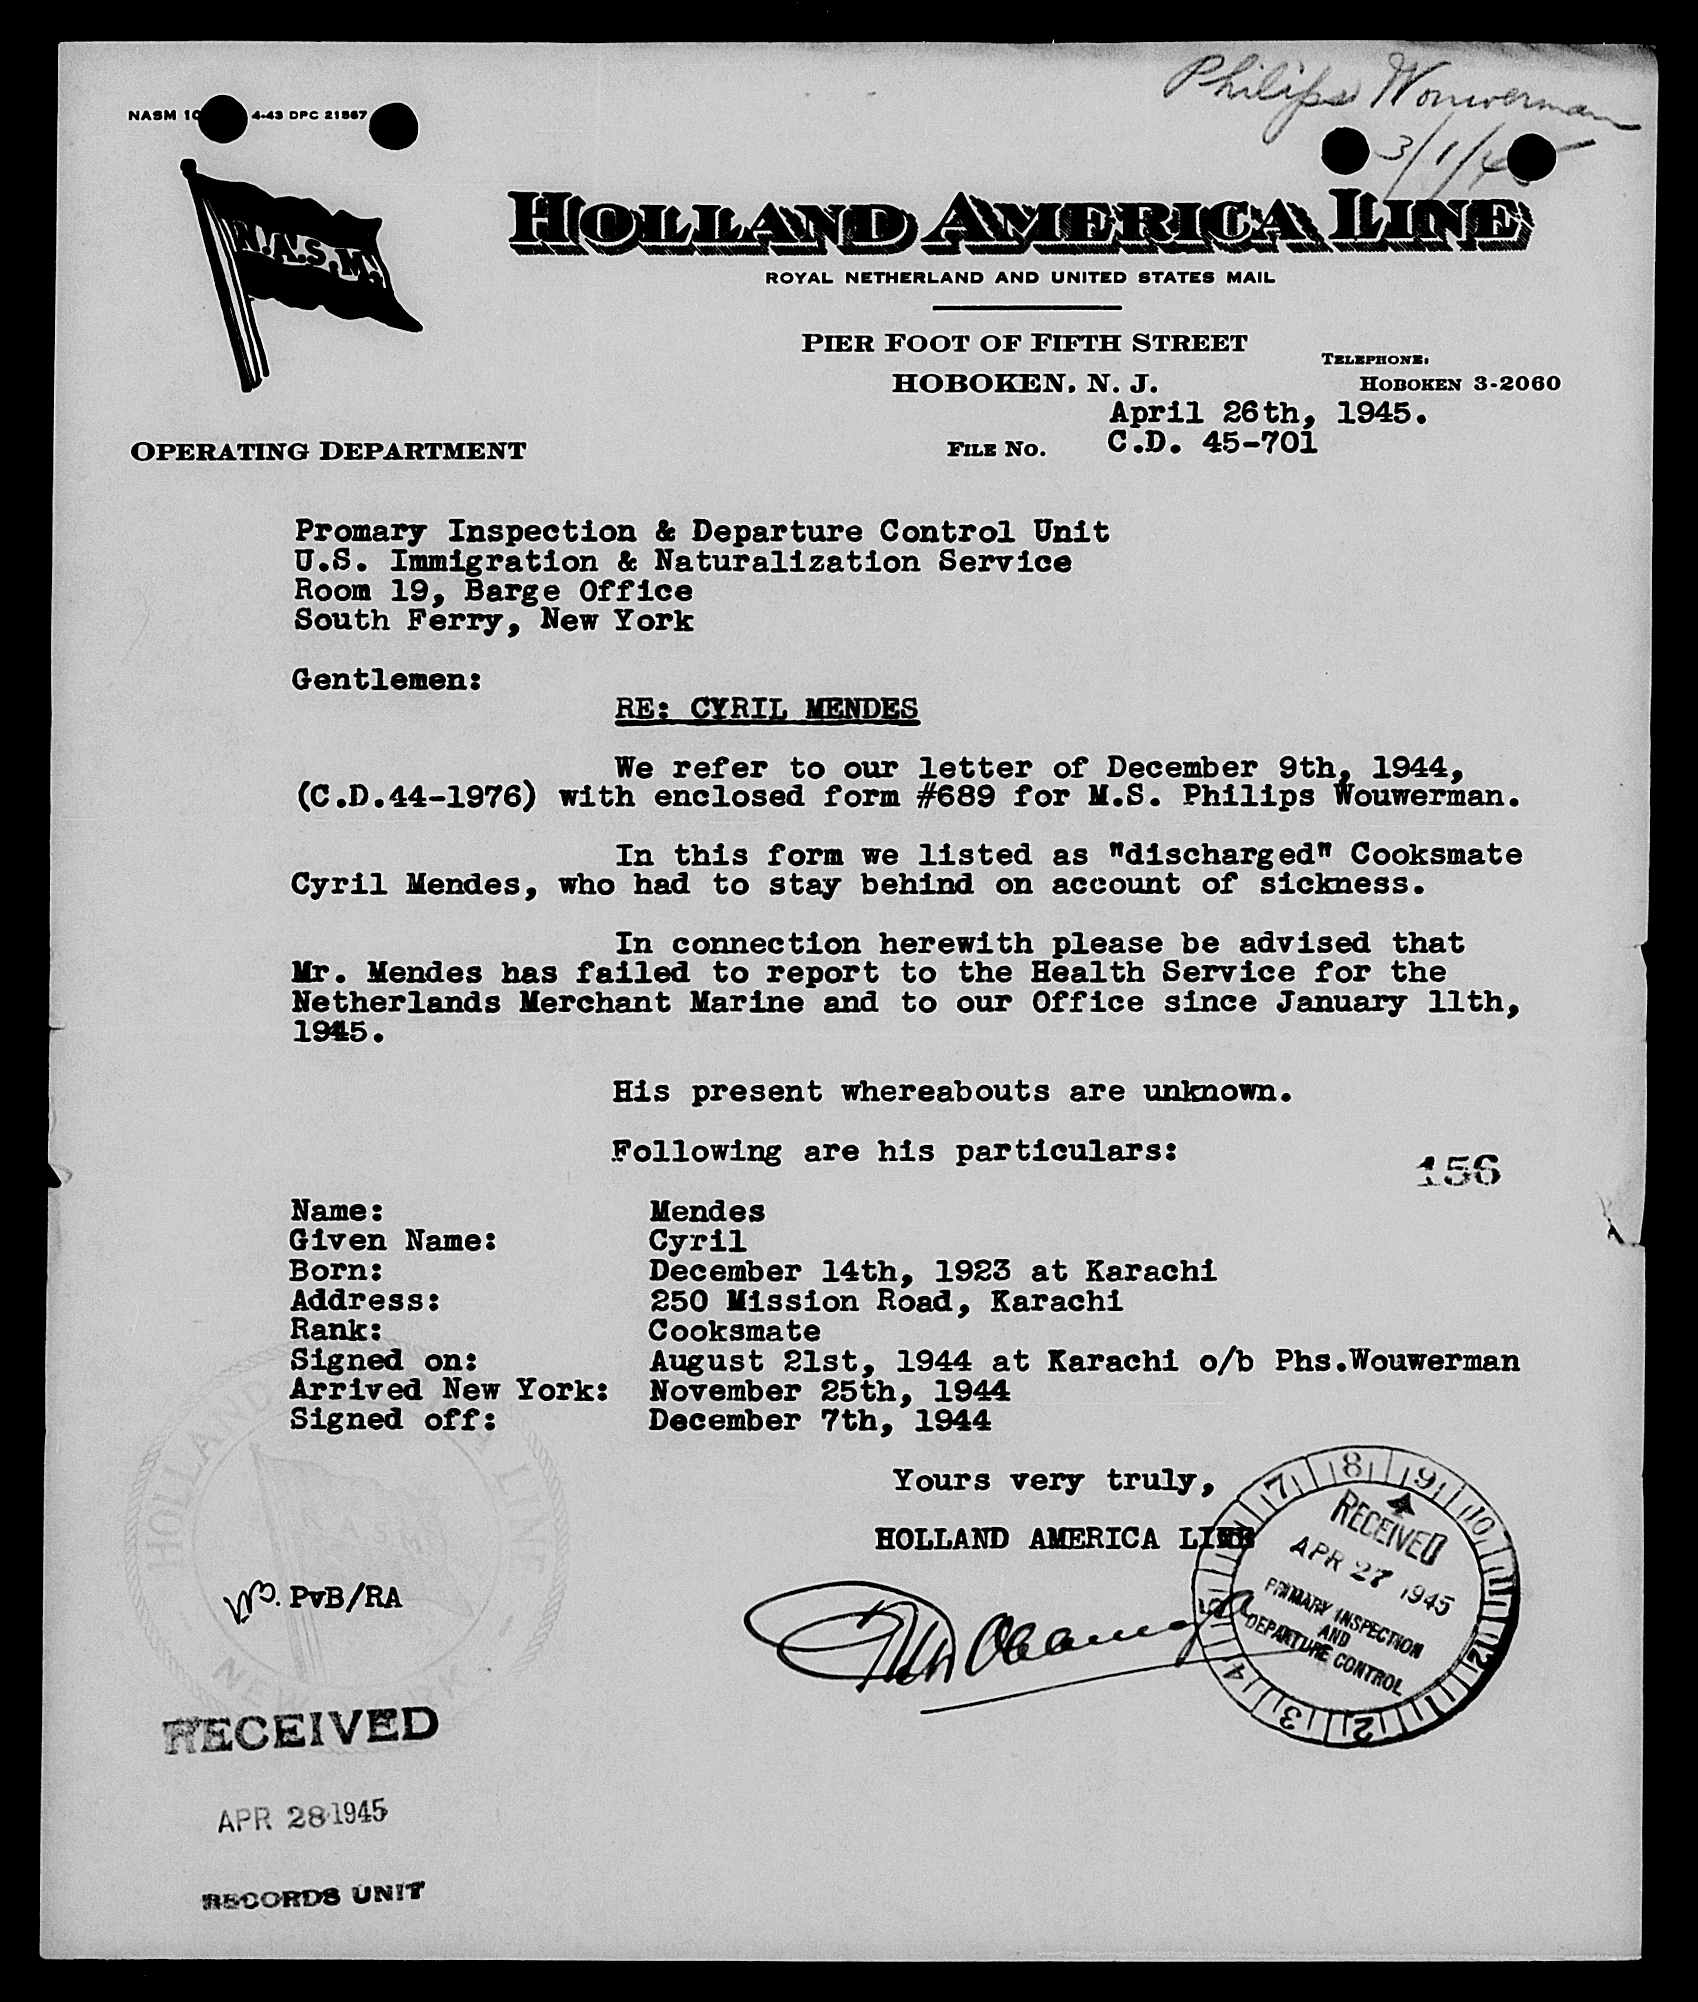 Philips Wouwerman
3/1/45
NASM 10 4-43 DPC 21567
N.A.S.M.
HOLLAND AMERICA LINE
ROYAL NETHERLAND AND UNITED STATES MAIL
PIER FOOT OF FIFTH STREET
TELEPHONE:
HOBOKEN, N. J.
HOBOKEN 3-2060
April 26th, 1945.
OPERATING DEPARTMENT
FILE NO. C.D. 45-701
Promary Inspection & Departure Control Unit
U.S. Immigration & Naturalization Service
Room 19, Barge Office
South Ferry, New York
Gentlemen:
RE: CYRIL MENDES
We refer to our letter of December 9th, 1944,
(C.D.44-1976) with enclosed form #689 for M.S. Philips Wouwerman.
In this form we listed as "discharged" Cooksmate
Cyril Mendes, who had to stay behind on account of sickness.
In connection herewith please be advised that
Mr. Mendes has failed to report to the Health Service for the
Netherlands Merchant Marine and to our Office since January 11th,
1945.
His present whereabouts are unknown.
Following are his particulars:
156
Name: Mendes
Given Name: Cyril
Born: December 14th, 1923 at Karachi
Address: 250 Mission Road, Karachi
Rank: Cooksmate
Signed on: August 21st, 1944 at Karachi o/b Phs.Wouwerman
Arrived New York: November 25th, 1944
Signed off: December 7th, 1944
Yours very truly,
HOLLAND AMERICA LINE
PvB/RA
RECEIVED
APR 27 1945
PRIMARY INSPECTION
AND
DEPARTURE CONTROL
RECEIVED
APR 28 1945
RECORDS UNIT